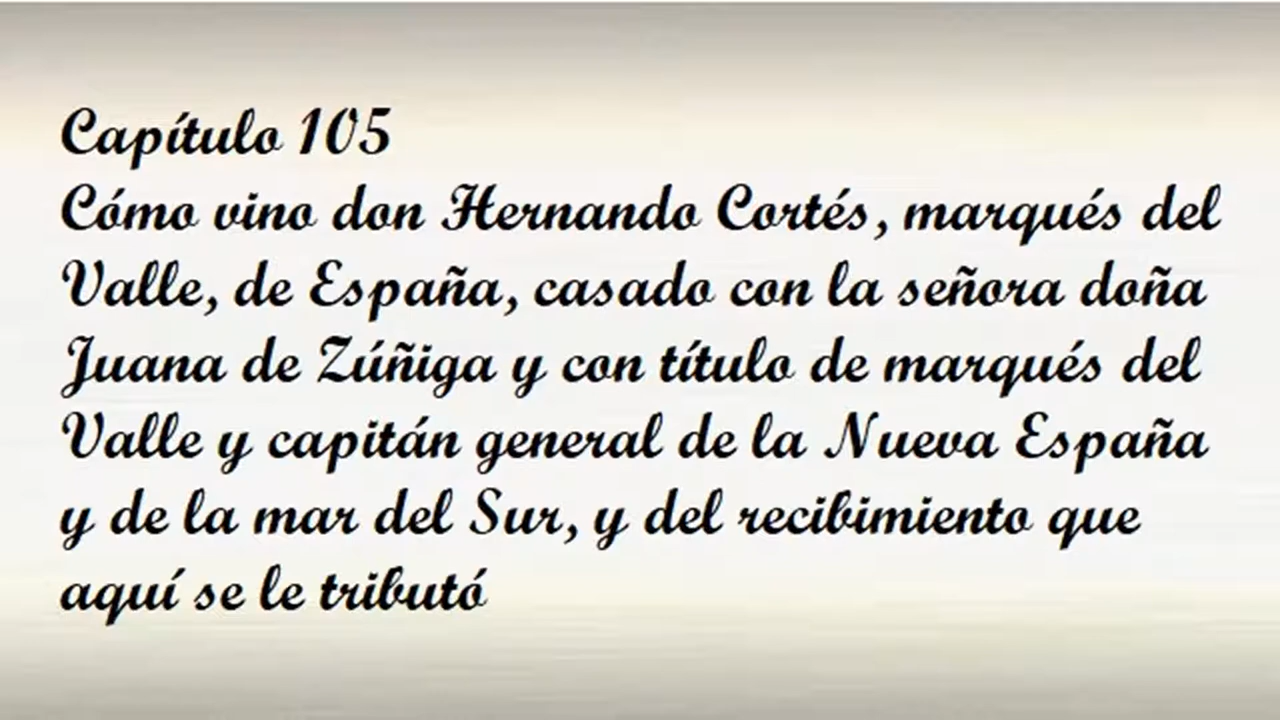 Capítulo 105
Cómo vino don Hernando Cortés, marqués del
Valle, de España, casado con la señora doña
Juana de Zúñiga y con título de marqués del
Valle y capitán general de la Nueva España
y de la mar del Sur, y del recibimiento que
aquí se le tributó